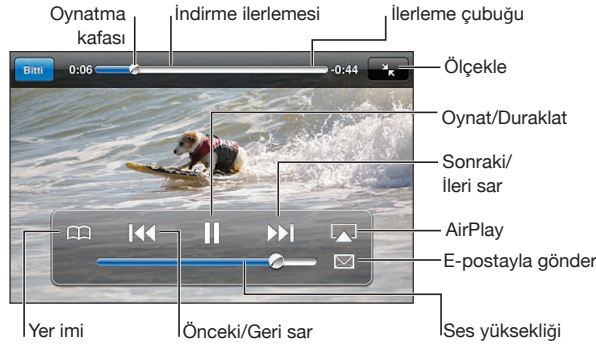 Oynatma kafası
İndirme ilerlemesi
İlerleme çubuğu
Bitti
0:06
-0:44
Ölçekle
Oynat/Duraklat
Sonraki/
İleri sar
AirPlay
E-postayla gönder
Yer imi
Önceki/Geri sar
Ses yüksekliği